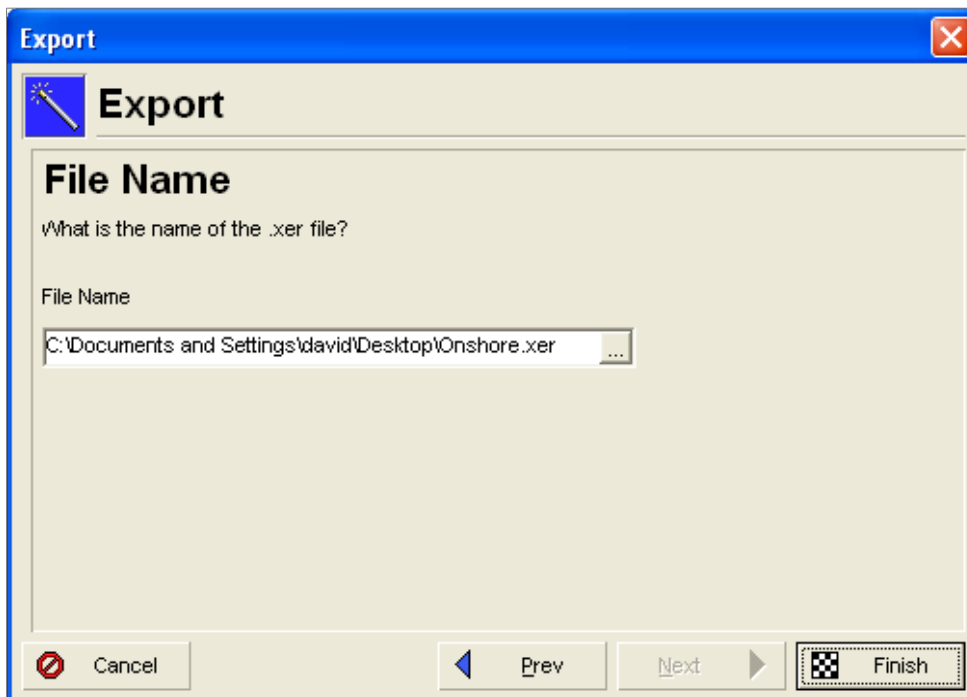 Export
Export
File Name
What is the name of the .xer file?
File Name
C:\Documents and Settings\david\Desktop\Onshore.xer ...
Cancel Prev Next Finish